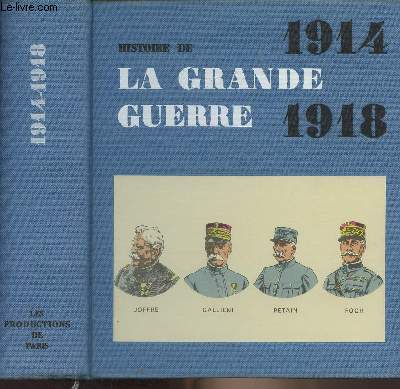 Le-livre.com
1914-1918
LES
PRODUCTIONS
DE
PARIS
HISTOIRE DE
1914
LA GRANDE
GUERRE
1918
JOFFRE
GALLIENI
PETAIN
FOCH